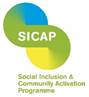 SICAP
Social Inclusion &
Community Activation
Programme